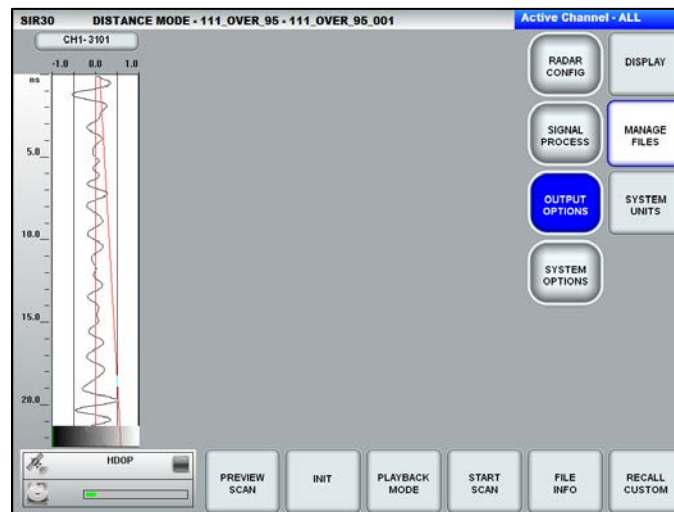 SIR30 DISTANCE MODE - 111_OVER_95 - 111_OVER_95_001 Active Channel - ALL
CH1- 3101
-1.0 0.0 1.0
ns
5.0
10.0
15.0
20.0
RADAR
CONFIG
DISPLAY
SIGNAL
PROCESS
MANAGE
FILES
OUTPUT
OPTIONS
SYSTEM
UNITS
SYSTEM
OPTIONS
HDOP
PREVIEW
SCAN
INIT
PLAYBACK
MODE
START
SCAN
FILE
INFO
RECALL
CUSTOM